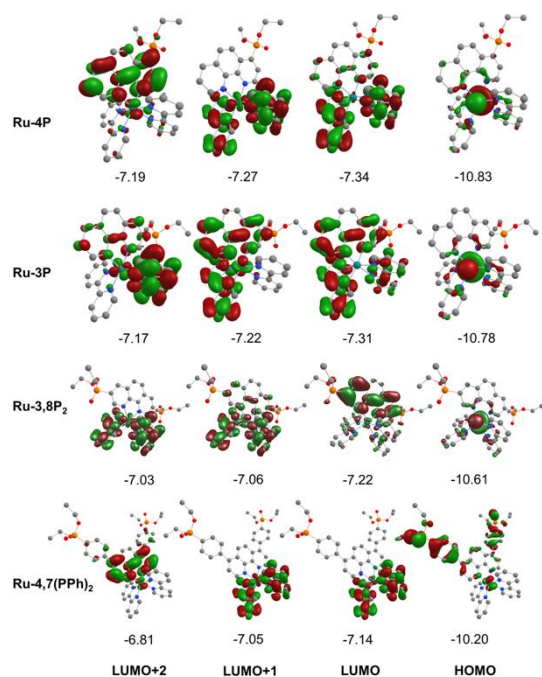 Ru-4P
-7.19 -7.27 -7.34 -10.83
Ru-3P
-7.17 -7.22 -7.31 -10.78
Ru-3,8P₂
-7.03 -7.06 -7.22 -10.61
Ru-4,7(PPh)₂
-6.81 -7.05 -7.14 -10.20
LUMO+2 LUMO+1 LUMO HOMO